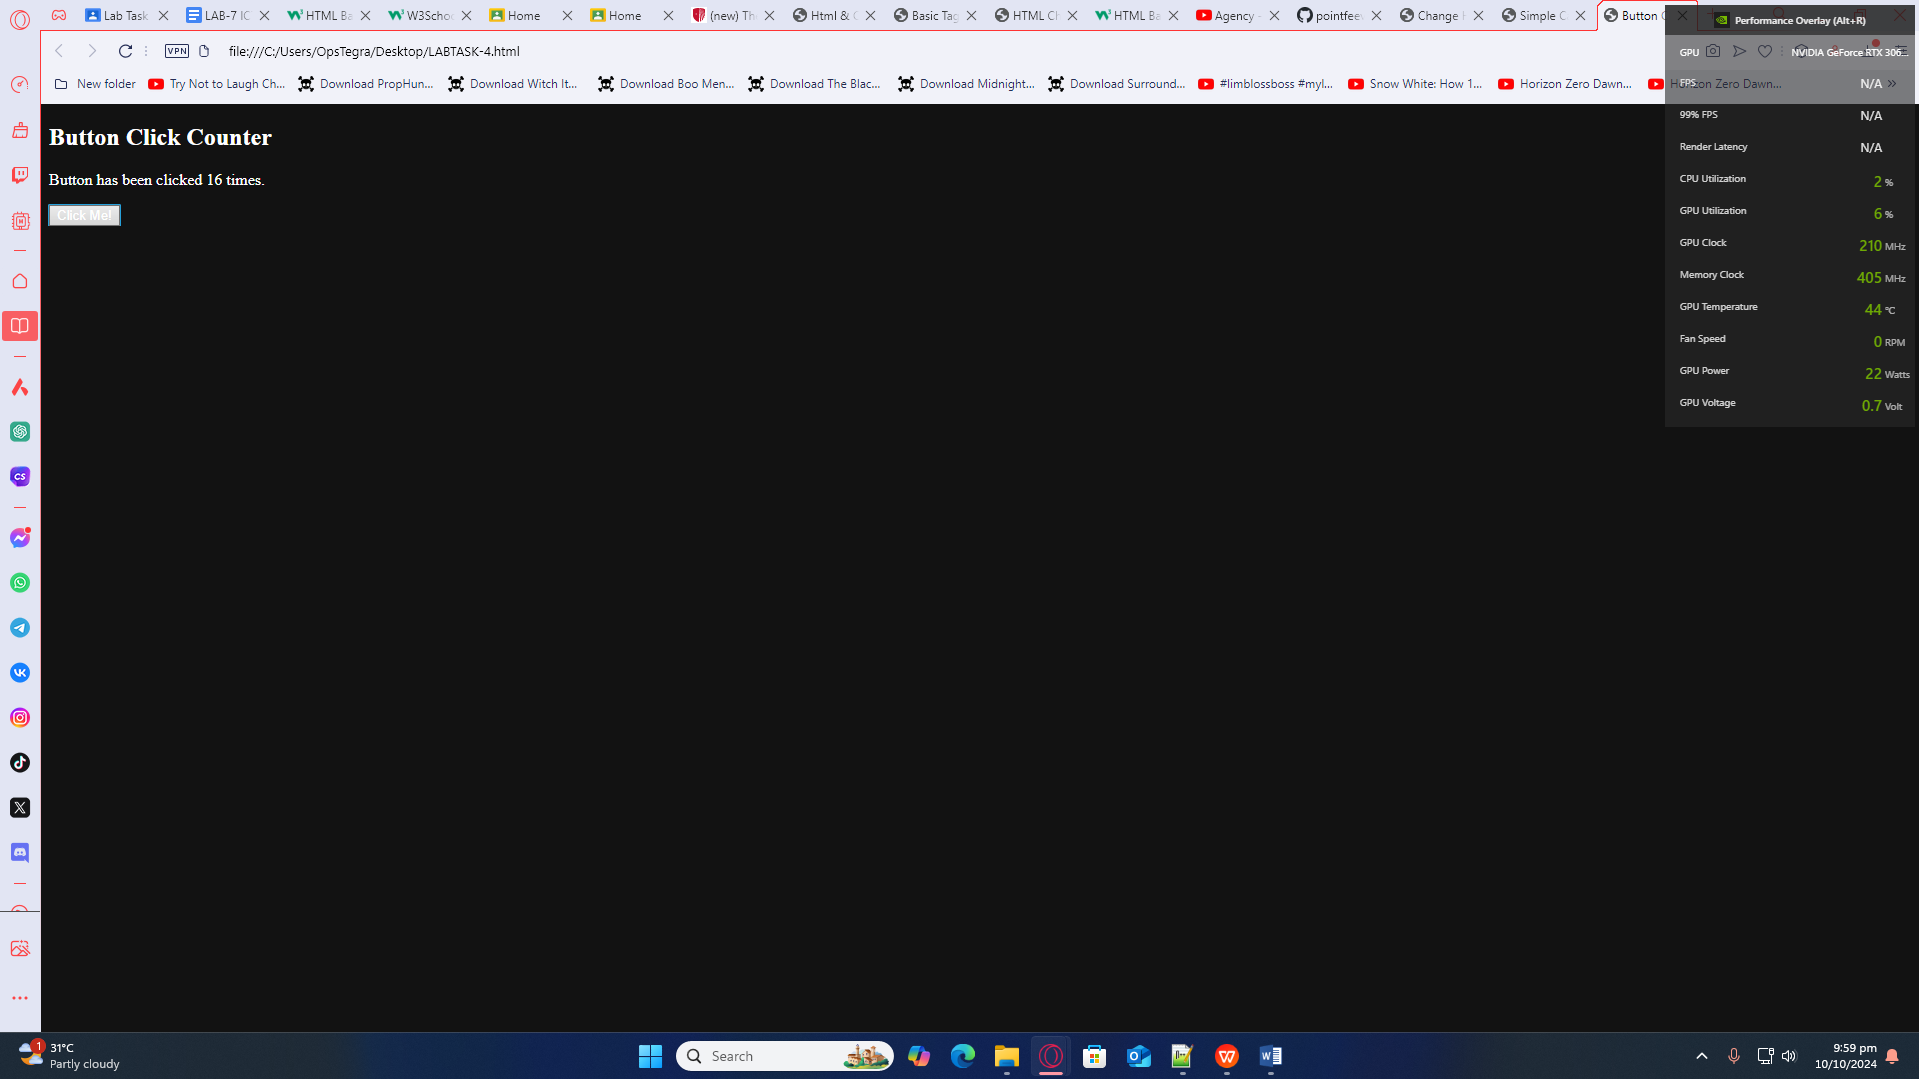 Lab Task
LAB-7 IC
HTML Ba
W3Scho
Home
Home
(new) Th
Html & C
Basic Tag
HTML Ch
HTML Ba
Agency -
pointfee
Change
Simple C
Button C
Performance Overlay (Alt+R)
VPN
file:///C:/Users/OpsTegra/Desktop/LABTASK-4.html
GPU
NVIDIA GeForce RTX 306...
New folder
Try Not to Laugh Ch...
Download PropHun...
Download Witch It...
Download Boo Men...
Download The Blac...
Download Midnight...
Download Surround...
#limblossboss #myl...
Snow White: How 1...
Horizon Zero Dawn...
Horizon Zero Dawn...
FPS
N/A
99% FPS
N/A
Render Latency
N/A
CPU Utilization
2 %
GPU Utilization
6 %
GPU Clock
210 MHz
Memory Clock
405 MHz
GPU Temperature
44 °C
Fan Speed
0 RPM
GPU Power
22 Watts
GPU Voltage
0.7 Volt
Button Click Counter
Button has been clicked 16 times.
Click Me!
CS
1
31°C
Partly cloudy
Search
9:59 pm
10/10/2024